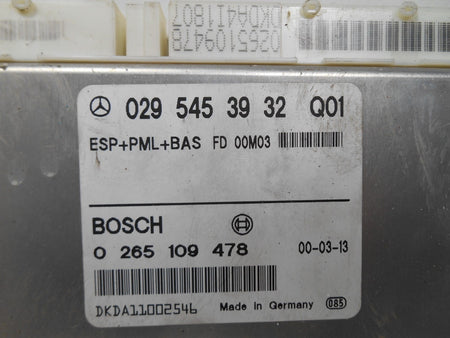 0265109478
DKDA4I1807
029 545 39 32 Q01
ESP+PML+BAS FD 00M03
BOSCH
0 265 109 478 00-03-13
DKDA11002546 Made in Germany 085